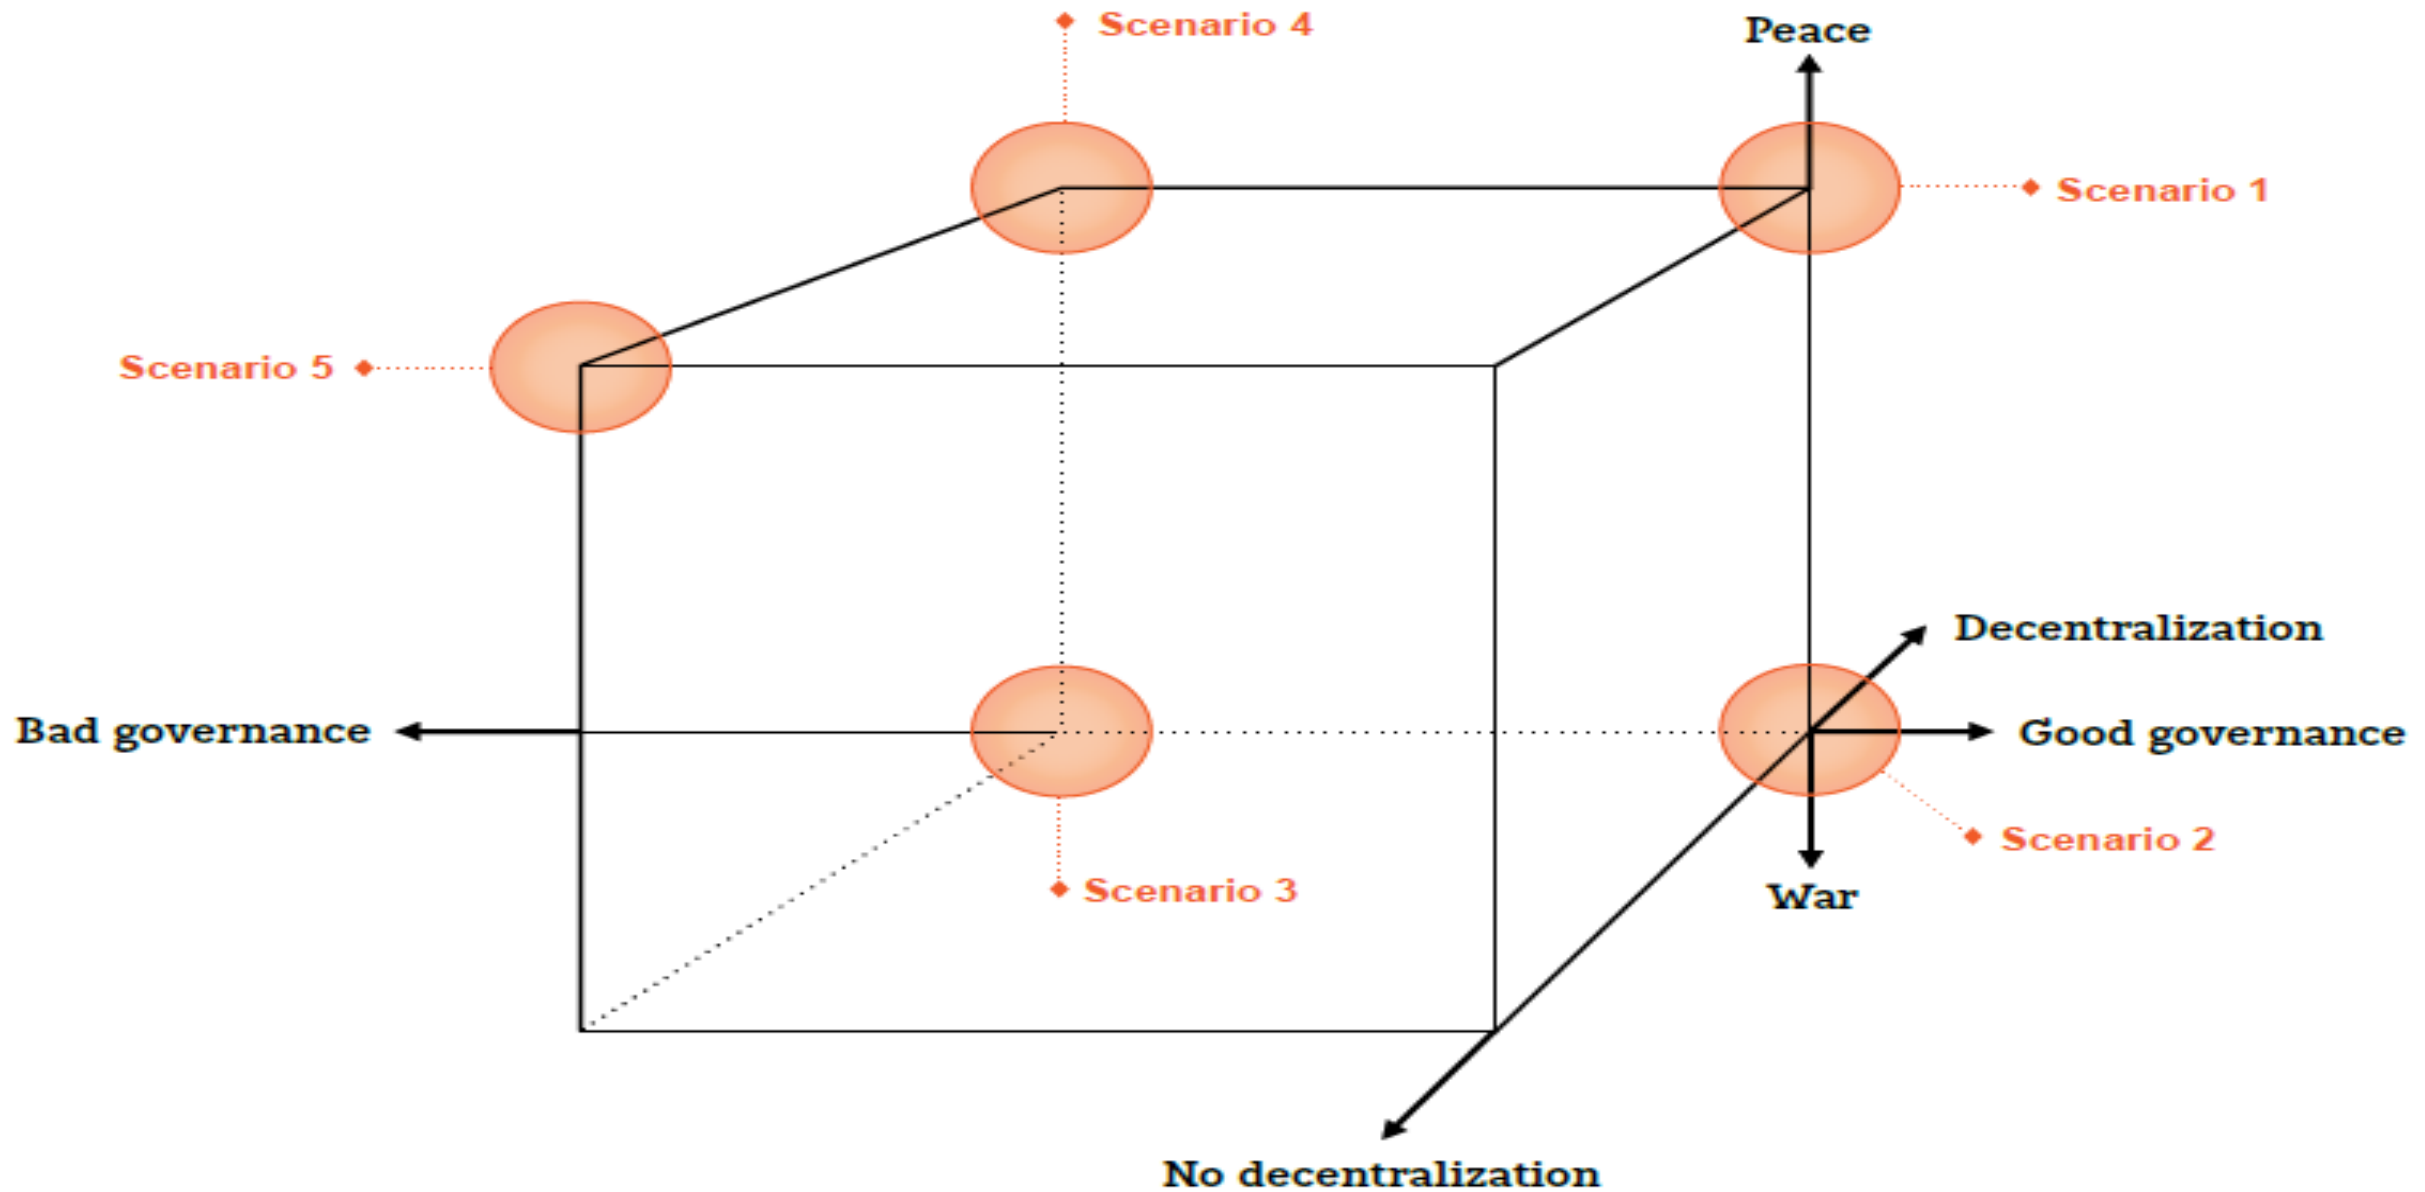 Scenario 4
Peace
Scenario 1
Scenario 5
Decentralization
Bad governance
Good governance
Scenario 2
Scenario 3
War
No decentralization